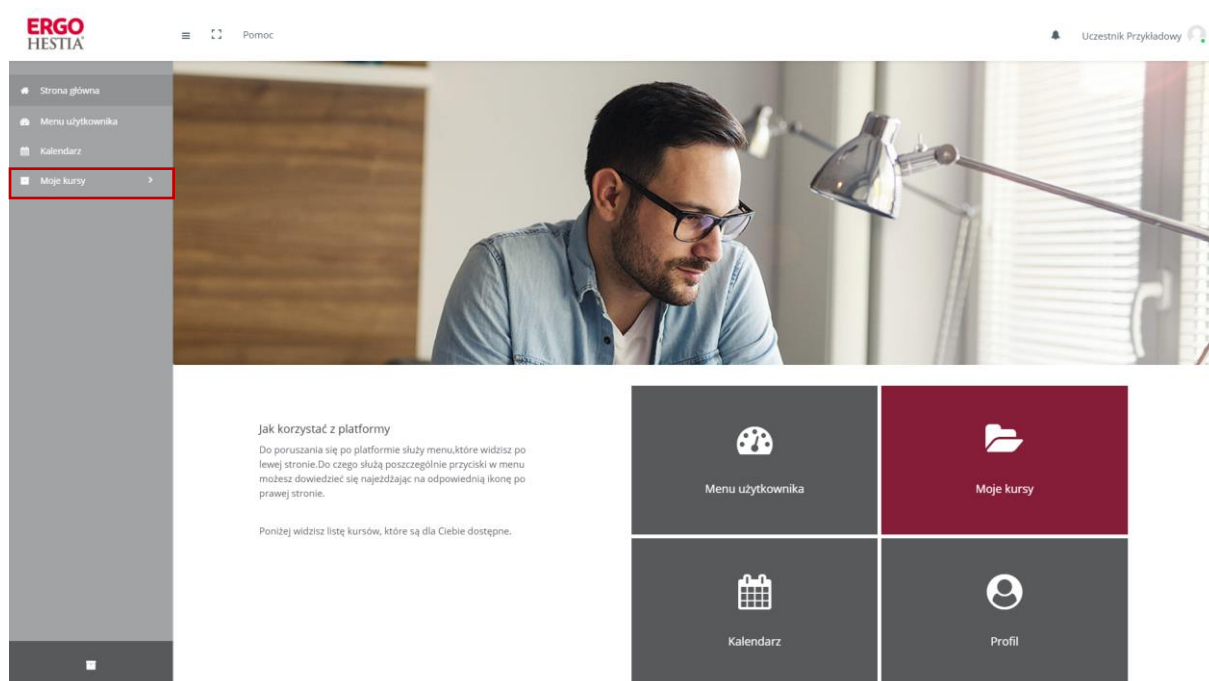 ERGO
HESTIA
Pomoc
Uczestnik Przykładowy
Strona główna
Menu użytkownika
Kalendarz
Moje kursy
Jak korzystać z platformy
Do poruszania się po platformie służy menu,które widzisz po
lewej stronie.Do czego służą poszczególnie przyciski w menu
możesz dowiedzieć się najeżdżając na odpowiednią ikonę po
prawej stronie.
Poniżej widzisz listę kursów, które są dla Ciebie dostępne.
Menu użytkownika
Moje kursy
Kalendarz
Profil